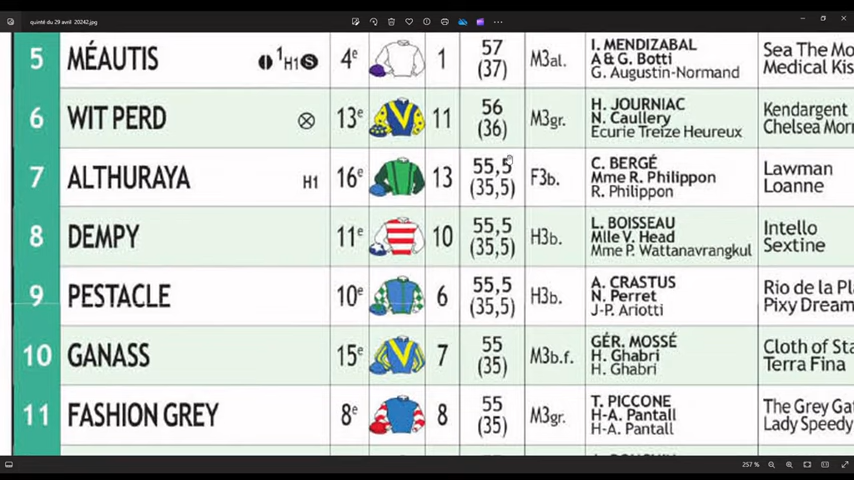 quinté du 29 avril 20242.jpg
5 MÉAUTIS 1H1 S 4e 1 57 (37) M3al. I. MENDIZABAL A & G. Botti G. Augustin-Normand Sea The Mo Medical Kis
6 WIT PERD 13e 11 56 (36) M3gr. H. JOURNIAC N. Caullery Ecurie Treize Heureux Kendargent Chelsea Morr
7 ALTHURAYA H1 16e 13 55,5 (35,5) F3b. C. BERGÉ Mme R. Philippon R. Philippon Lawman Loanne
8 DEMPY 11e 10 55,5 (35,5) H3b. L. BOISSEAU Mlle V. Head Mme P. Wattanavrangkul Intello Sextine
9 PESTACLE 10e 6 55,5 (35,5) H3b. A. CRASTUS N. Perret J-P. Ariotti Rio de la Pl Pixy Dream
10 GANASS 15e 7 55 (35) M3b.f. GÉR. MOSSÉ H. Ghabri H. Ghabri Cloth of Sta Terra Fina
11 FASHION GREY 8e 8 55 (35) M3gr. T. PICCONE H-A. Pantall H-A. Pantall The Grey Gat Lady Speedy
257 %